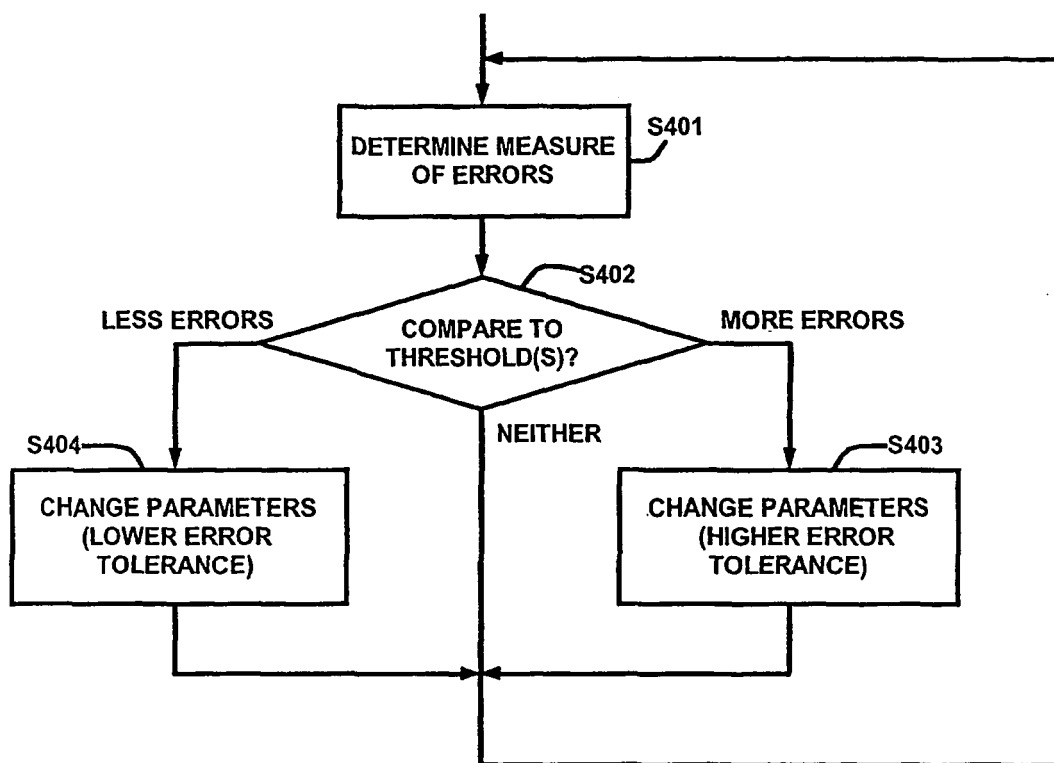 S401
DETERMINE MEASURE
OF ERRORS
S402
LESS ERRORS
COMPARE TO
THRESHOLD(S)?
MORE ERRORS
NEITHER
S404
CHANGE PARAMETERS
(LOWER ERROR
TOLERANCE)
S403
CHANGE PARAMETERS
(HIGHER ERROR
TOLERANCE)